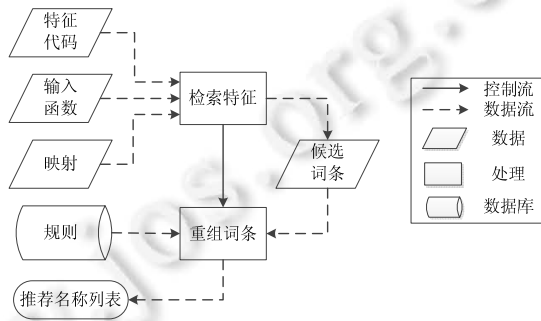 特征
代码
输入
函数
映射
检索特征
候选
词条
规则
重组词条
推荐名称列表
控制流
数据流
数据
处理
数据库
jos.org.